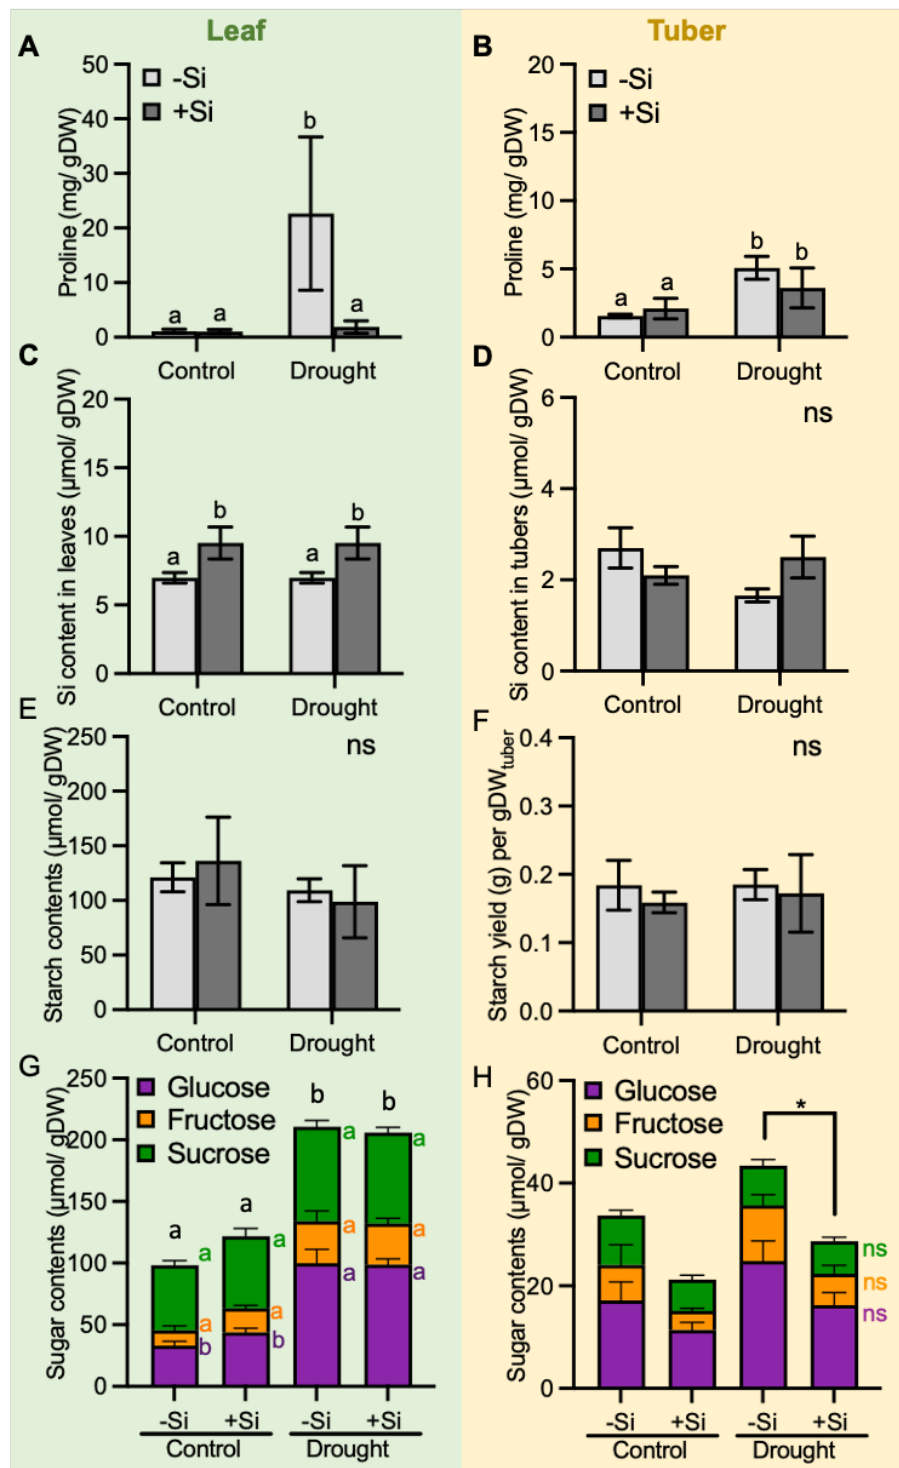 Leaf
Tuber
A
50
40
30
20
10
0
Proline (mg/ gDW)
-Si
+Si
a
a
b
a
Control
Drought
B
20
15
10
5
0
Proline (mg/ gDW)
-Si
+Si
a
a
b
b
Control
Drought
C
20
15
10
5
0
Si content in leaves (µmol/ gDW)
a
b
a
b
Control
Drought
D
6
4
2
0
Si content in tubers (µmol/ gDW)
ns
Control
Drought
E
250
200
150
100
50
0
Starch contents (µmol/ gDW)
ns
Control
Drought
F
0.4
0.3
0.2
0.1
0.0
Starch yield (g) per gDWtuber
ns
Control
Drought
G
250
200
150
100
50
0
Sugar contents (µmol/ gDW)
Glucose
Fructose
Sucrose
a
a
a
b
a
a
a
b
b
a
a
a
b
a
a
a
-Si
+Si
-Si
+Si
Control
Drought
H
60
40
20
0
Sugar contents (µmol/ gDW)
Glucose
Fructose
Sucrose
*
ns
ns
ns
-Si
+Si
-Si
+Si
Control
Drought